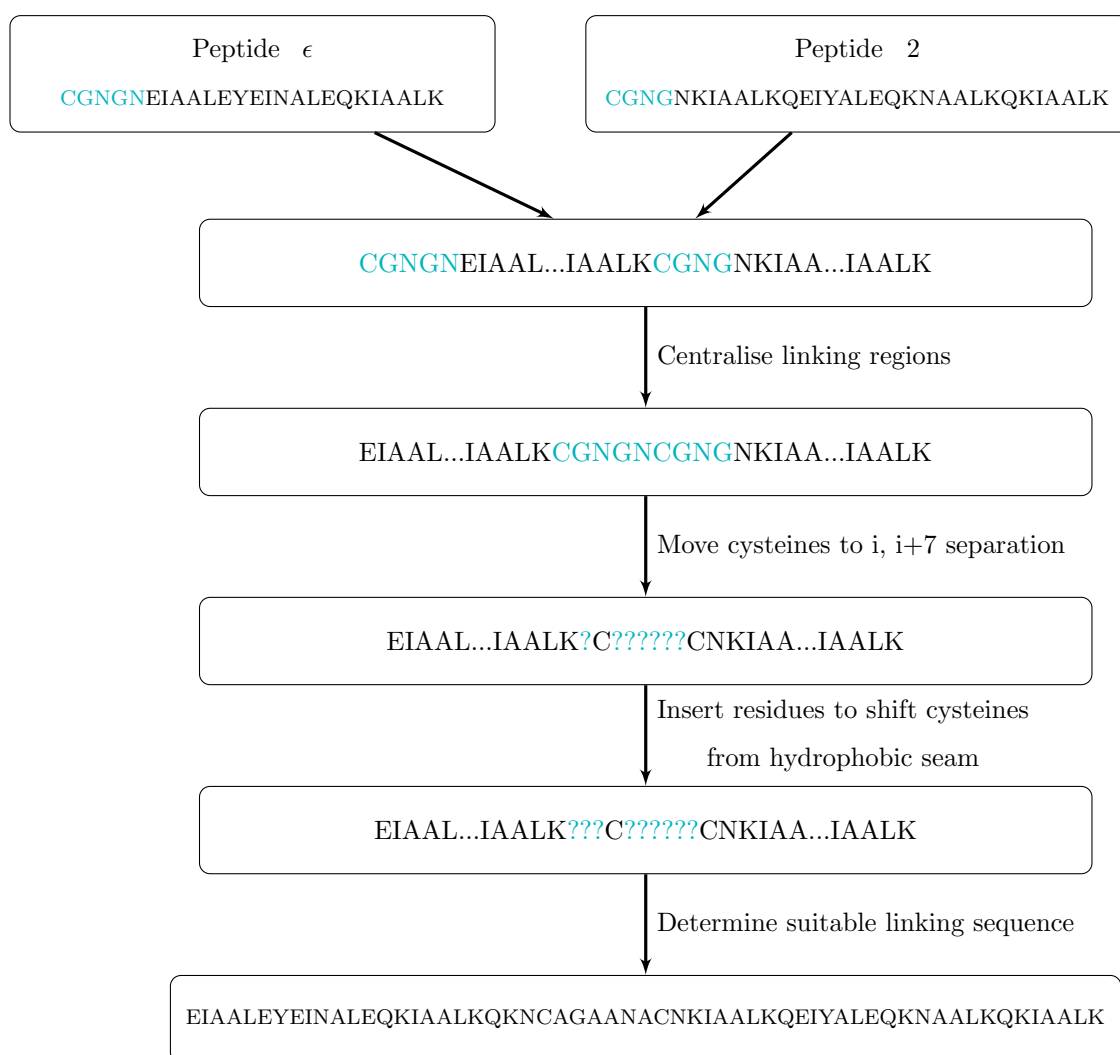 Peptide ϵ
CGNGNEIAALEYEINALEQKIAALK
Peptide 2
CGNGNKIAALKQEIYALEQKNAALKQKIAALK
CGNGNEIAAL...IAALKCGNGNKIAA...IAALK
Centralise linking regions
EIAAL...IAALKCGNGNCGNGNKIAA...IAALK
Move cysteines to i, i+7 separation
EIAAL...IAALK?C??????CNKIAA...IAALK
Insert residues to shift cysteines
from hydrophobic seam
EIAAL...IAALK???C??????CNKIAA...IAALK
Determine suitable linking sequence
EIAALEYEINALEQKIAALKQKNCAGAANACNKIAALKQEIYALEQKNAALKQKIAALK